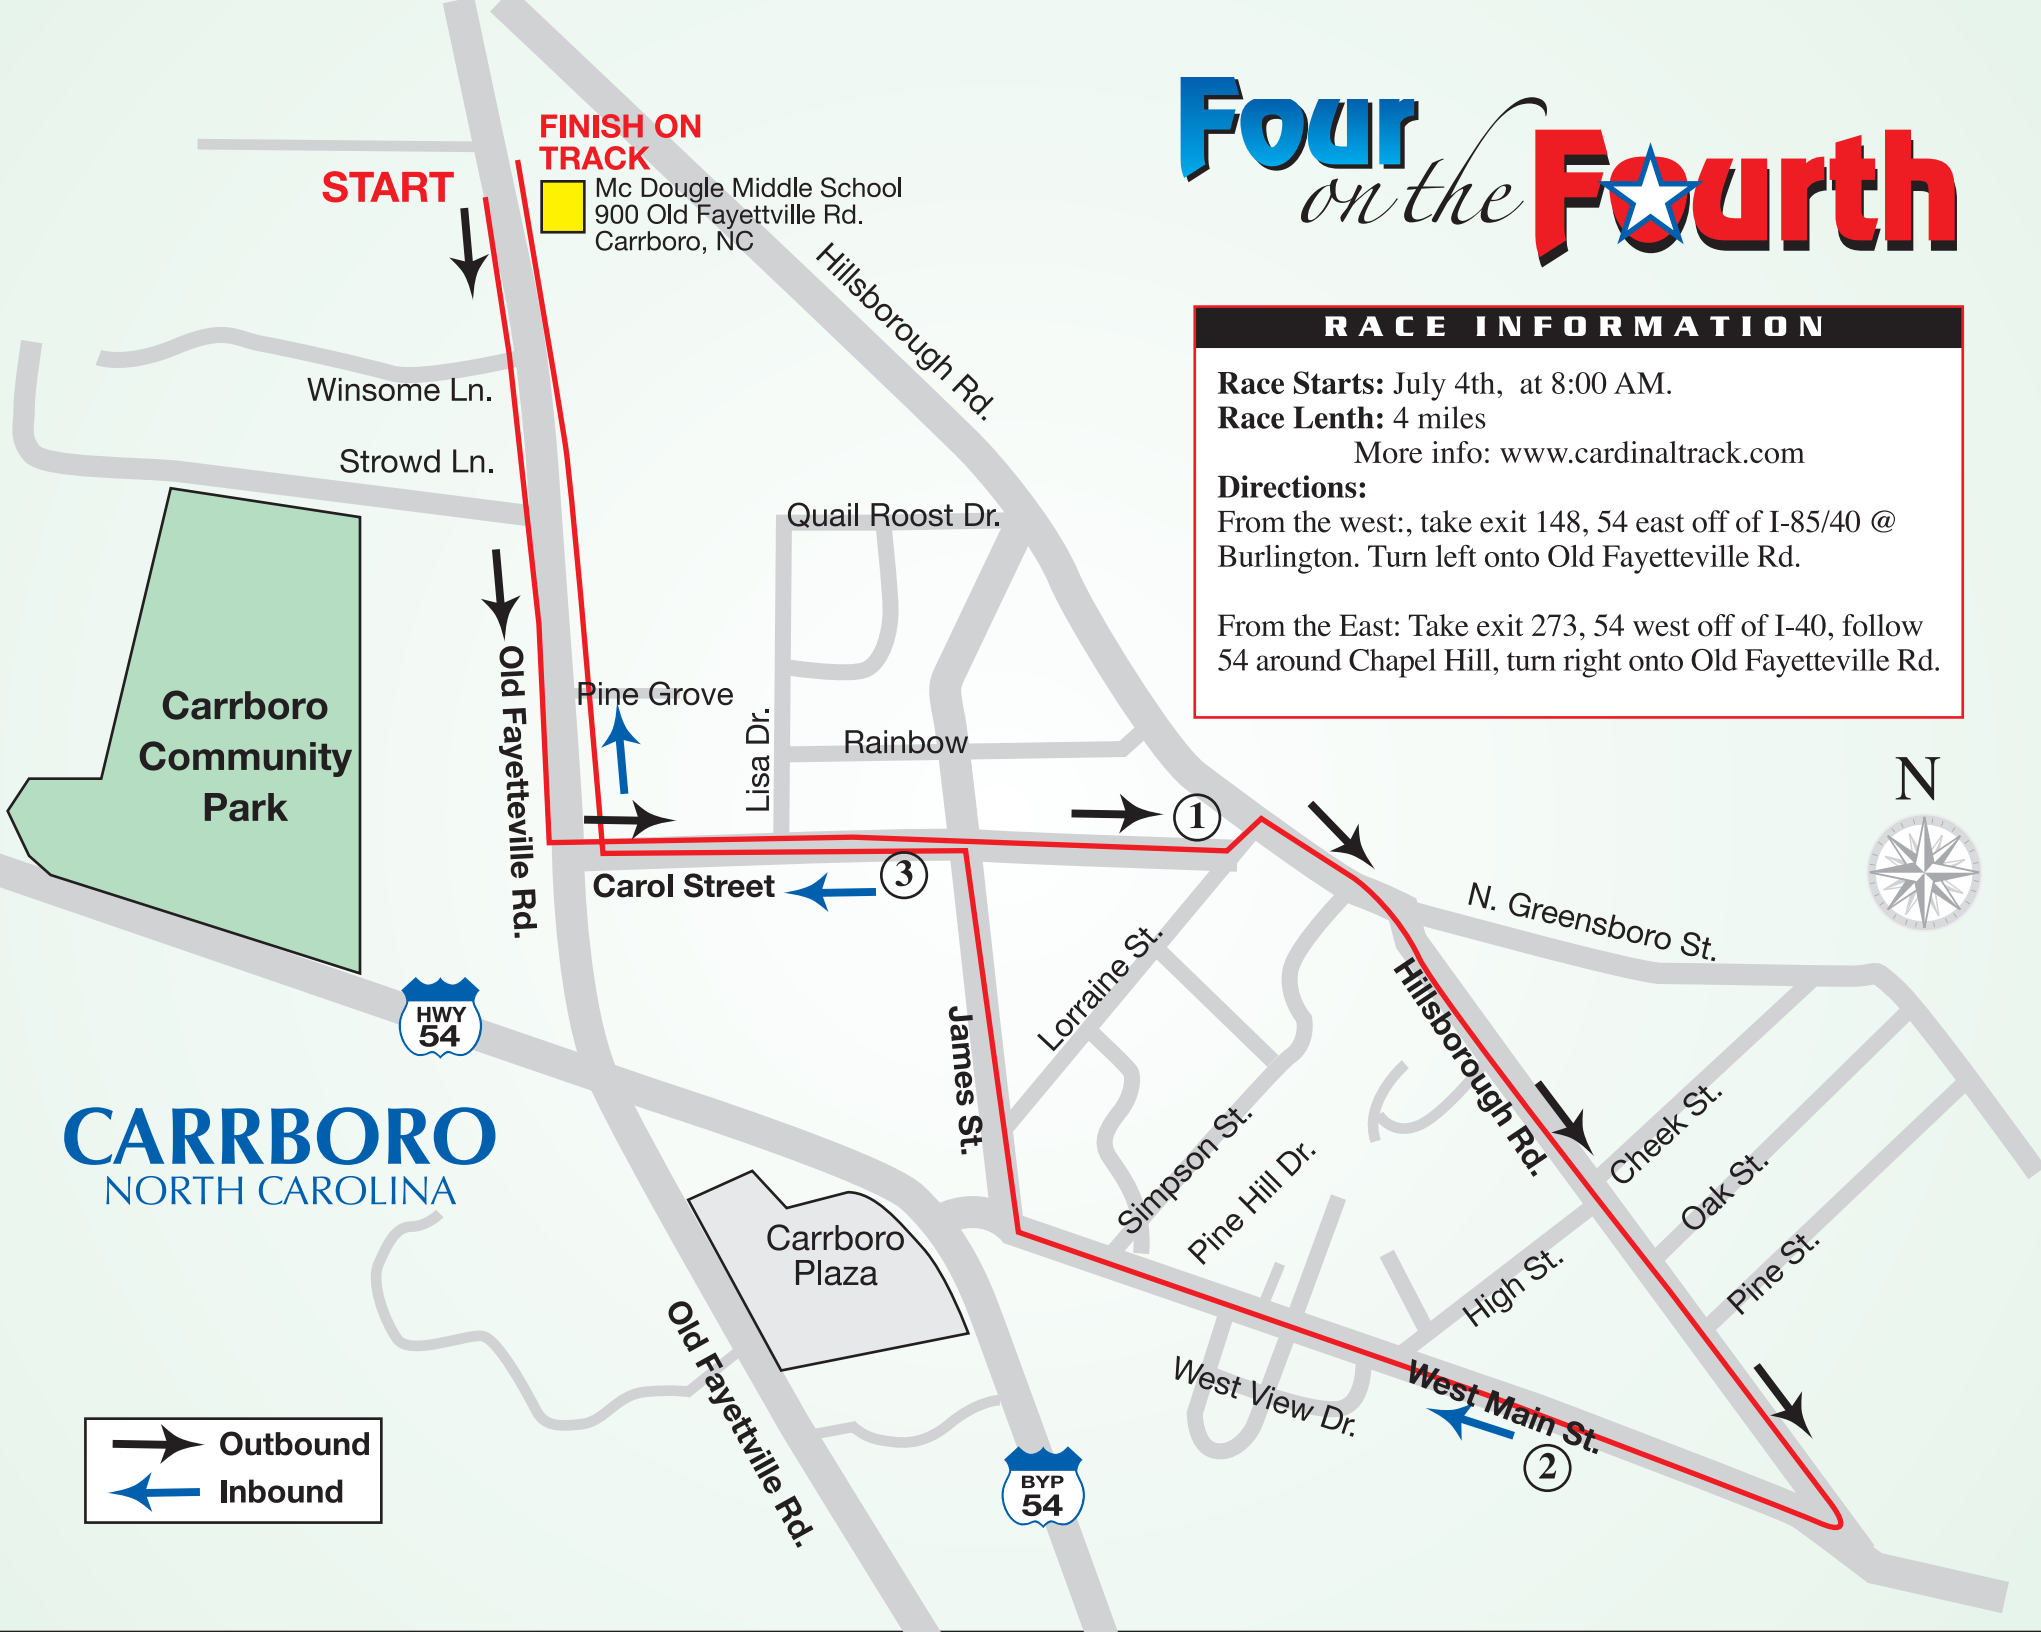 Four
on the
Fourth
FINISH ON
TRACK
START
Mc Dougle Middle School
900 Old Fayettville Rd.
Carrboro, NC
Hillsborough Rd.
RACE INFORMATION
Race Starts: July 4th, at 8:00 AM.
Race Lenth: 4 miles
More info: www.cardinaltrack.com
Directions:
From the west:, take exit 148, 54 east off of I-85/40 @
Burlington. Turn left onto Old Fayetteville Rd.
From the East: Take exit 273, 54 west off of I-40, follow
54 around Chapel Hill, turn right onto Old Fayetteville Rd.
Winsome Ln.
Strowd Ln.
Quail Roost Dr.
Old Fayetteville Rd.
Pine Grove
Lisa Dr.
Rainbow
Carrboro
Community
Park
1
3
Carol Street
N
N. Greensboro St.
Lorraine St.
Hillsborough Rd.
HWY
54
James St.
CARRBORO
NORTH CAROLINA
Simpson St.
Pine Hill Dr.
Cheek St.
Oak St.
Pine St.
High St.
Carrboro
Plaza
Old Fayettville Rd.
West View Dr.
West Main St.
2
BYP
54
Outbound
Inbound